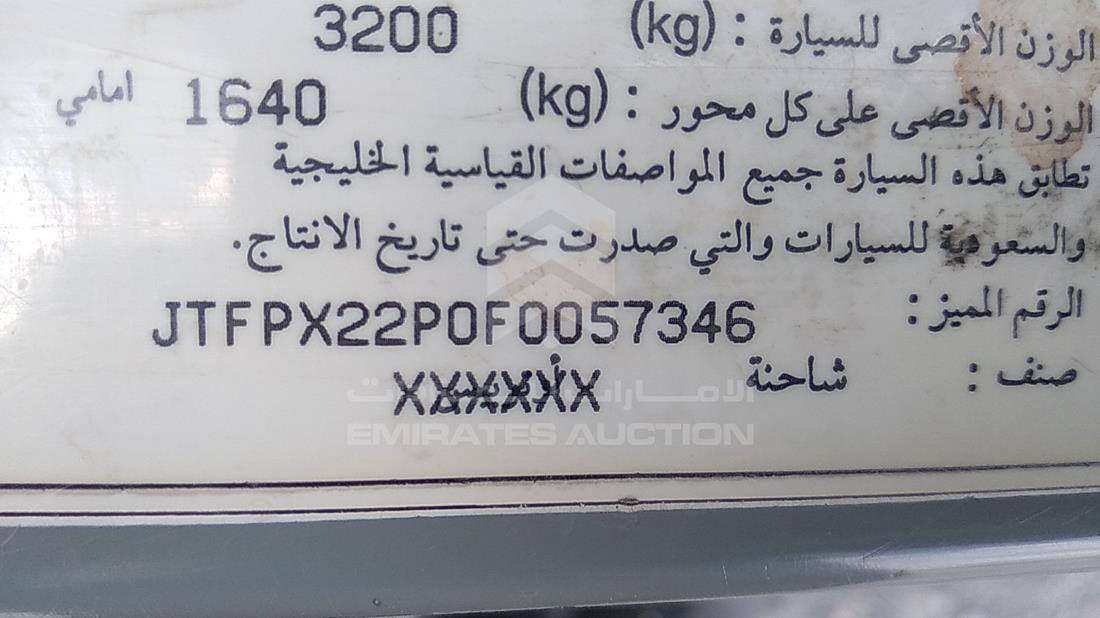 الوزن الأقصى للسيارة : (kg) 3200
الوزن الأقصى على كل محور : (kg) 1640 امامي
تطابق هذه السيارة جميع المواصفات القياسية الخليجية
والسعودية للسيارات والتي صدرت حتى تاريخ الانتاج.
الرقم المميز :
JTFPX22P0F0057346
صنف : شاحنة XXXXXX
EMIRATES AUCTION